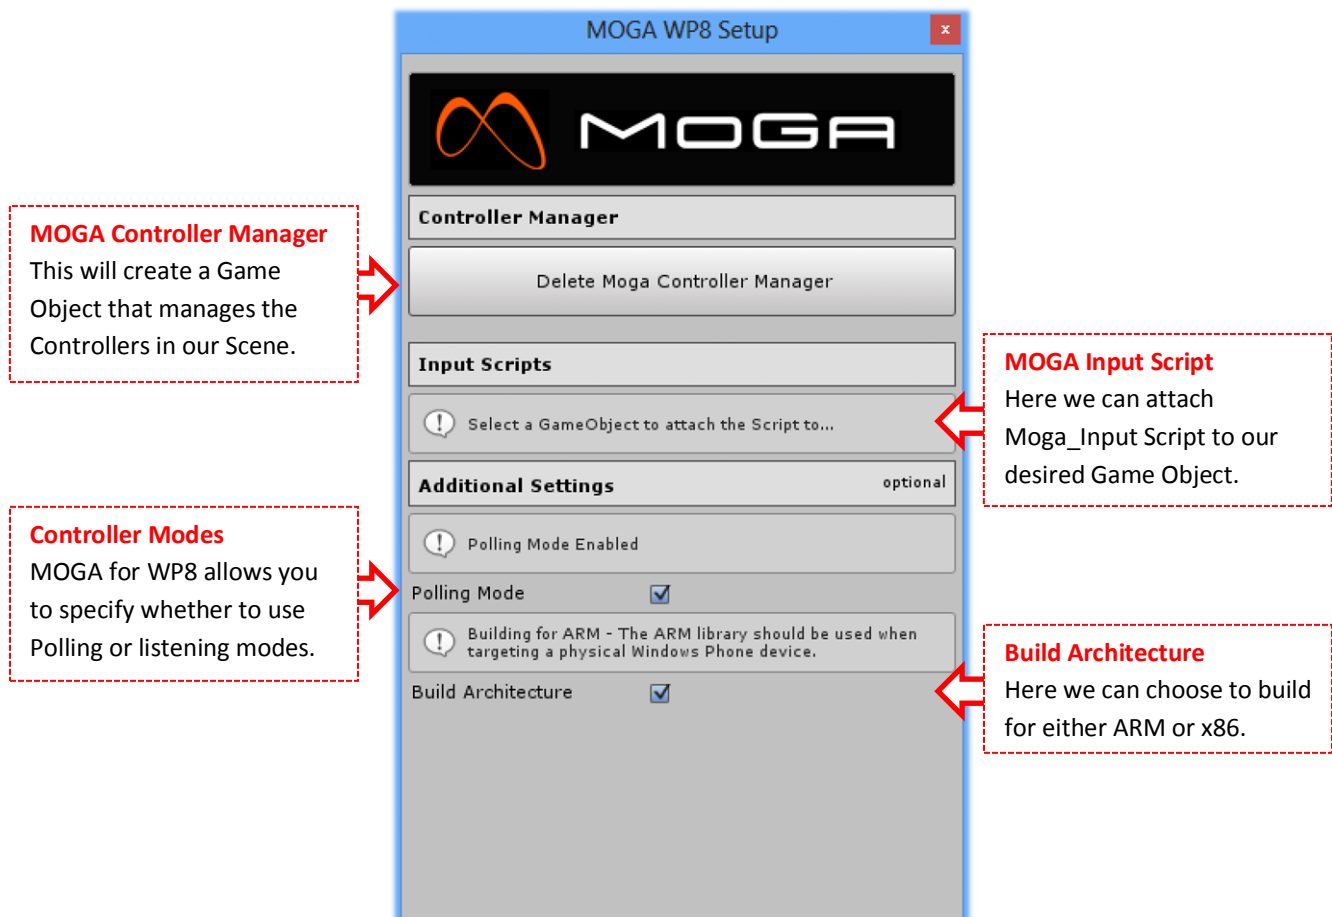 MOGA WP8 Setup
x
MOGA
Controller Manager
Delete Moga Controller Manager
MOGA Controller Manager
This will create a Game
Object that manages the
Controllers in our Scene.
Input Scripts
Select a GameObject to attach the Script to...
MOGA Input Script
Here we can attach
Moga_Input Script to our
desired Game Object.
Additional Settings
optional
Polling Mode Enabled
Polling Mode
Controller Modes
MOGA for WP8 allows you
to specify whether to use
Polling or listening modes.
Building for ARM - The ARM library should be used when
targeting a physical Windows Phone device.
Build Architecture
Build Architecture
Here we can choose to build
for either ARM or x86.